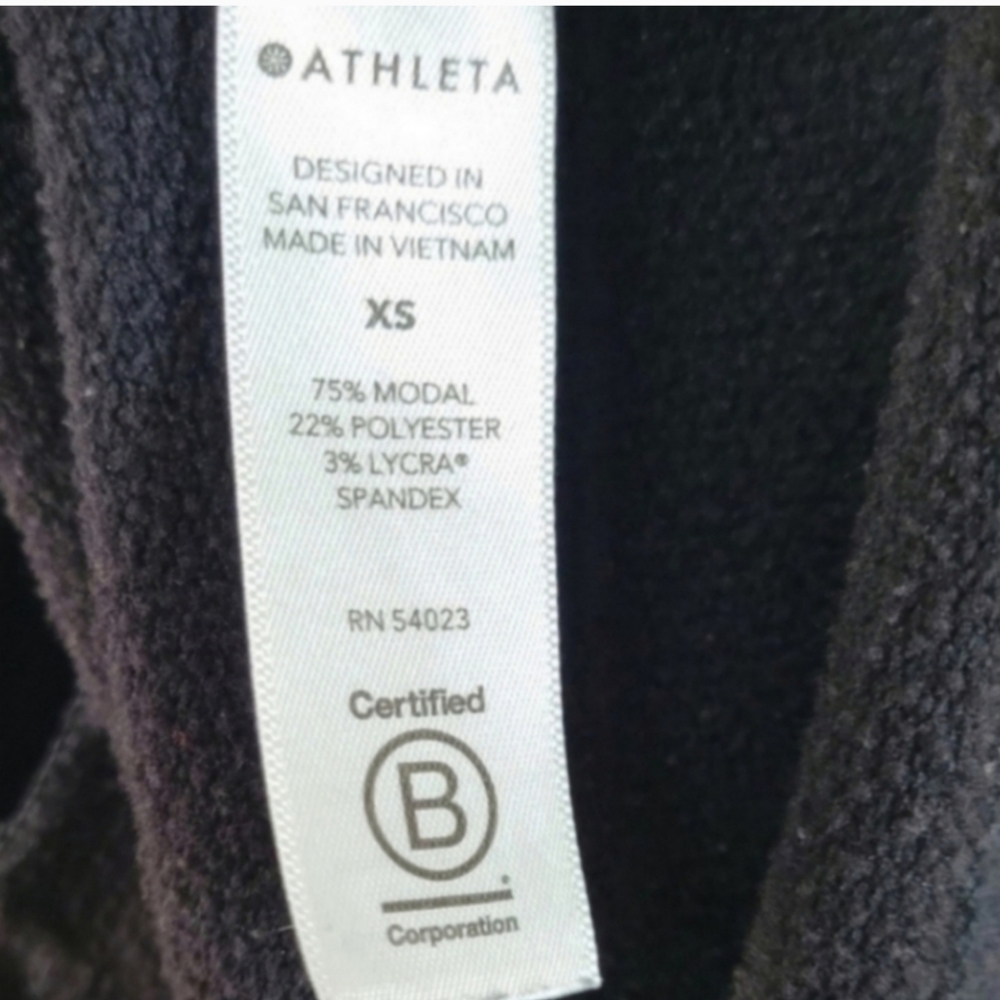 ATHLETA
DESIGNED IN
SAN FRANCISCO
MADE IN VIETNAM
XS
75% MODAL
22% POLYESTER
3% LYCRA®
SPANDEX
RN 54023
Certified
B
Corporation